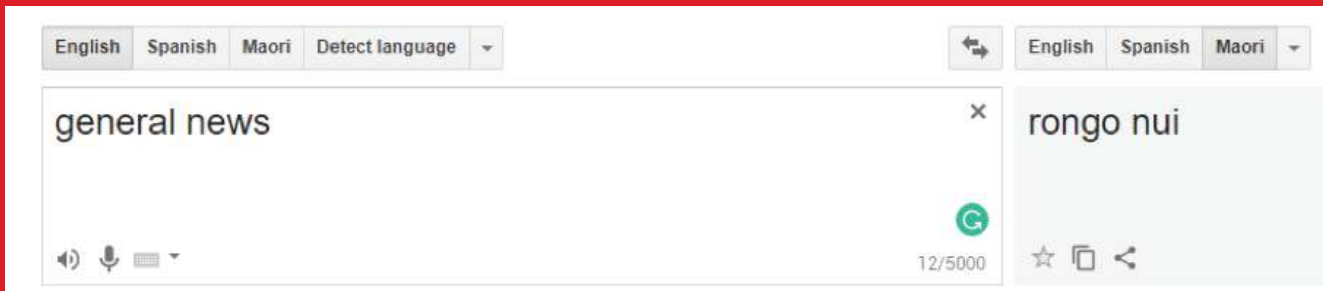 English Spanish Maori Detect language English Spanish Maori
general news rongo nui
12/5000